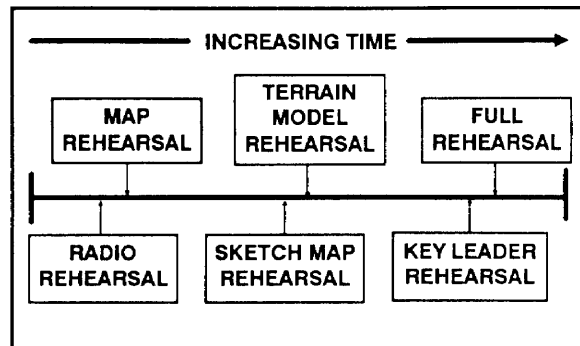 INCREASING TIME
MAP
REHEARSAL
TERRAIN
MODEL
REHEARSAL
FULL
REHEARSAL
RADIO
REHEARSAL
SKETCH MAP
REHEARSAL
KEY LEADER
REHEARSAL